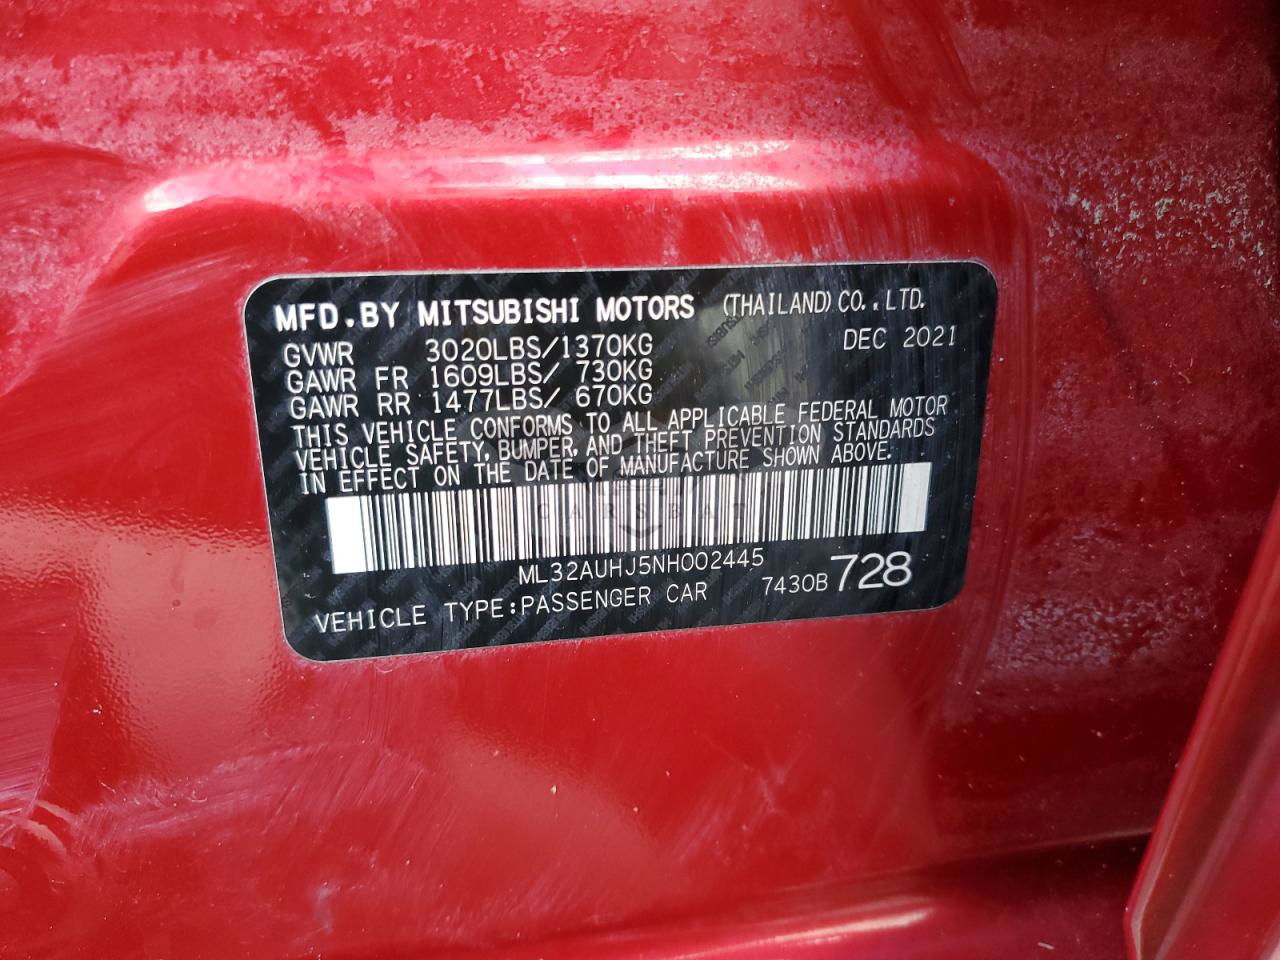 MFD.BY MITSUBISHI MOTORS (THAILAND) CO.,LTD.
GVWR 3020LBS/1370KG DEC 2021
GAWR FR 1609LBS/ 730KG
GAWR RR 1477LBS/ 670KG
THIS VEHICLE CONFORMS TO ALL APPLICABLE FEDERAL MOTOR
VEHICLE SAFETY, BUMPER, AND THEFT PREVENTION STANDARDS
IN EFFECT ON THE DATE OF MANUFACTURE SHOWN ABOVE.
CARSBAT
ML32AUHJ5NH002445
VEHICLE TYPE:PASSENGER CAR 7430B 728